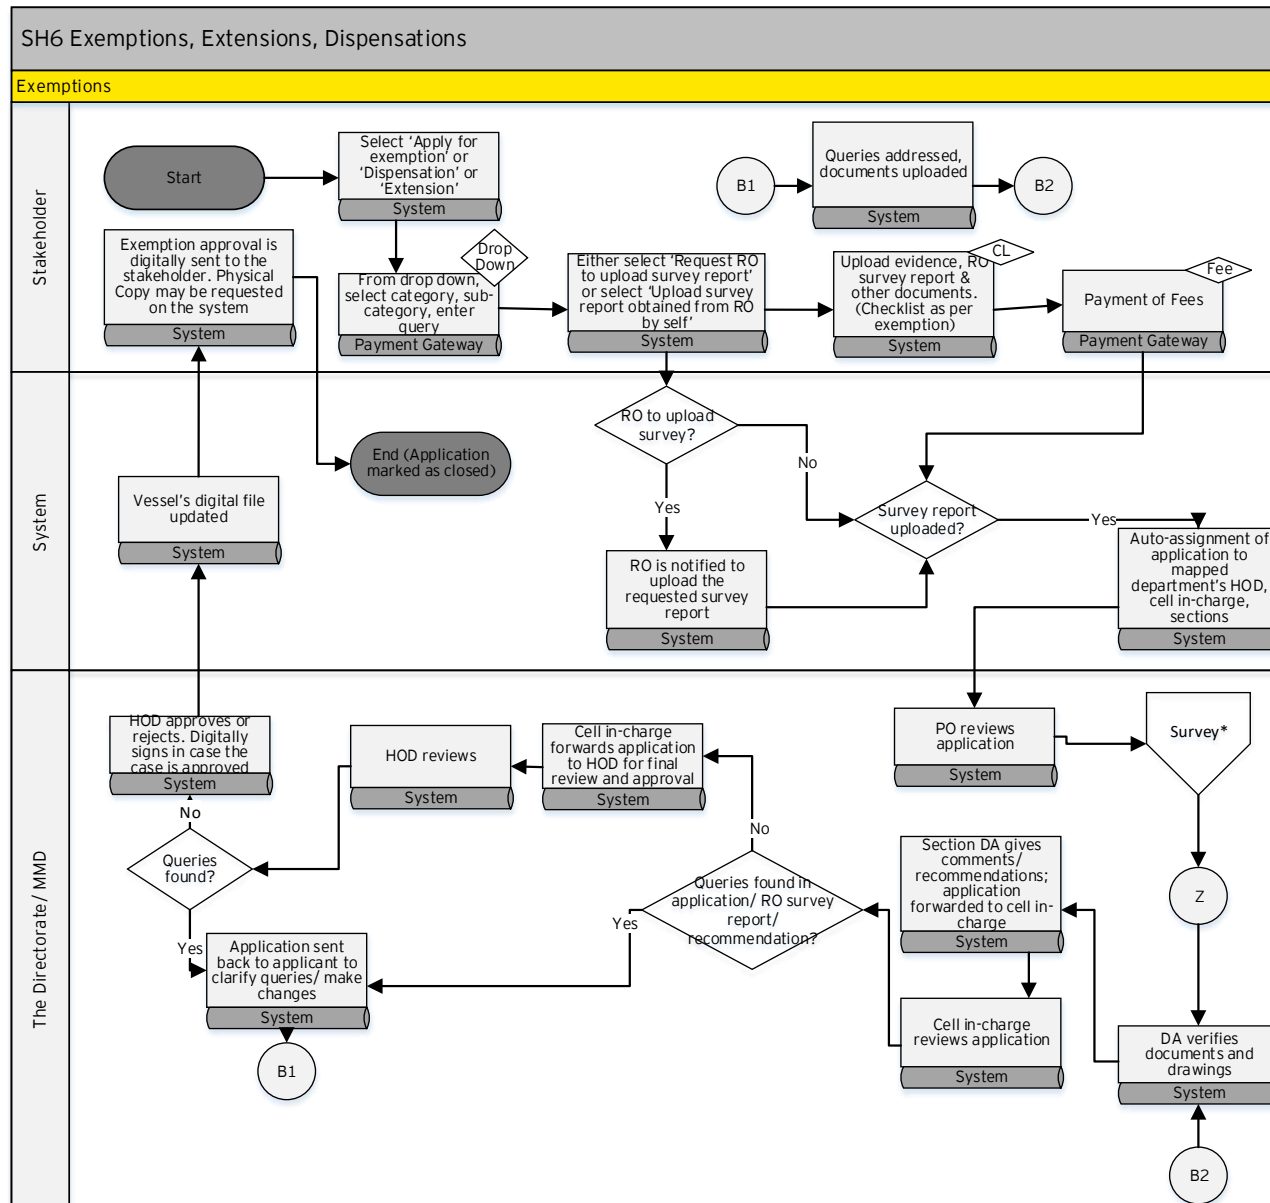 SH6 Exemptions, Extensions, Dispensations
Exemptions
Stakeholder
Start
Select ‘Apply for
exemption’ or
‘Dispensation’ or
‘Extension’
System
B1
Queries addressed,
documents uploaded
System
B2
Exemption approval is
digitally sent to the
stakeholder. Physical
Copy may be requested
on the system
System
Drop
Down
From drop down,
select category, sub-
category, enter
query
Payment Gateway
Either select ‘Request RO
to upload survey report’
or select ‘Upload survey
report obtained from RO
by self’
System
CL
Upload evidence, RO
survey report &
other documents.
(Checklist as per
exemption)
System
Fee
Payment of Fees
Payment Gateway
System
RO to upload
survey?
No
Yes
End (Application
marked as closed)
Vessel’s digital file
updated
System
RO is notified to
upload the
requested survey
report
System
Survey report
uploaded?
Yes
Auto-assignment of
application to
mapped
department’s HOD,
cell in-charge,
sections
System
The Directorate/ MMD
HOD approves or
rejects. Digitally
signs in case the
case is approved
System
HOD reviews
System
Cell in-charge
forwards application
to HOD for final
review and approval
System
PO reviews
application
System
Survey*
No
Queries
found?
Yes
No
Queries found in
application/ RO survey
report/
recommendation?
Yes
Section DA gives
comments/
recommendations;
application
forwarded to cell in-
charge
System
Z
Application sent
back to applicant to
clarify queries/ make
changes
System
B1
Cell in-charge
reviews application
System
DA verifies
documents and
drawings
System
B2